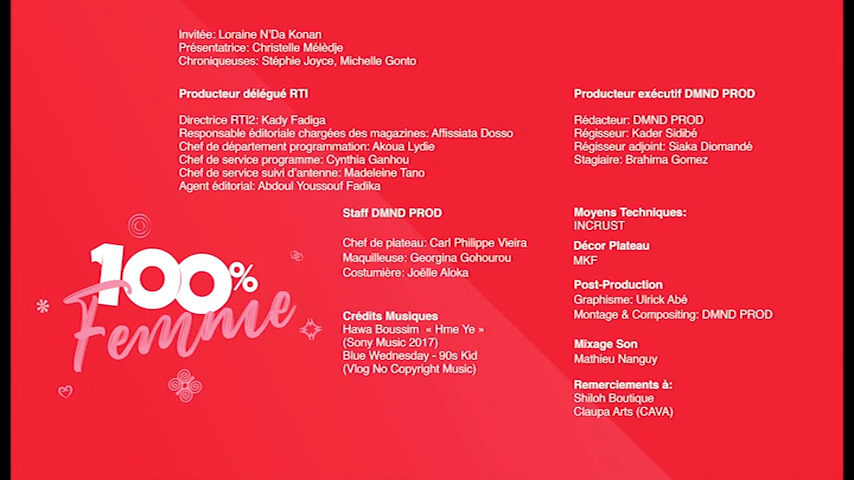 Invitée: Loraine N'Da Konan
Présentatrice: Christelle Mélèdje
Chroniqueuses: Stéphie Joyce, Michelle Gonto
Producteur délégué RTI
Directrice RTI2: Kady Fadiga
Responsable éditoriale chargées des magazines: Affissiata Dosso
Chef de département programmation: Akoua Lydie
Chef de service programme: Cynthia Ganhou
Chef de service suivi d'antenne: Madeleine Tano
Agent éditorial: Abdoul Youssouf Fadika
Producteur exécutif DMND PROD
Rédacteur: DMND PROD
Régisseur: Kader Sidibé
Régisseur adjoint: Siaka Diomandé
Stagiaire: Brahima Gomez
100%
Femme
Staff DMND PROD
Chef de plateau: Carl Philippe Vieira
Maquilleuse: Georgina Gohourou
Costumière: Joëlle Aloka
Crédits Musiques
Hawa Boussim « Hme Ye »
(Sony Music 2017)
Blue Wednesday - 90s Kid
(Vlog No Copyright Music)
Moyens Techniques:
INCRUST
Décor Plateau
MKF
Post-Production
Graphisme: Ulrick Abé
Montage & Compositing: DMND PROD
Mixage Son
Mathieu Nanguy
Remerciements à:
Shiloh Boutique
Claupa Arts (CAVA)